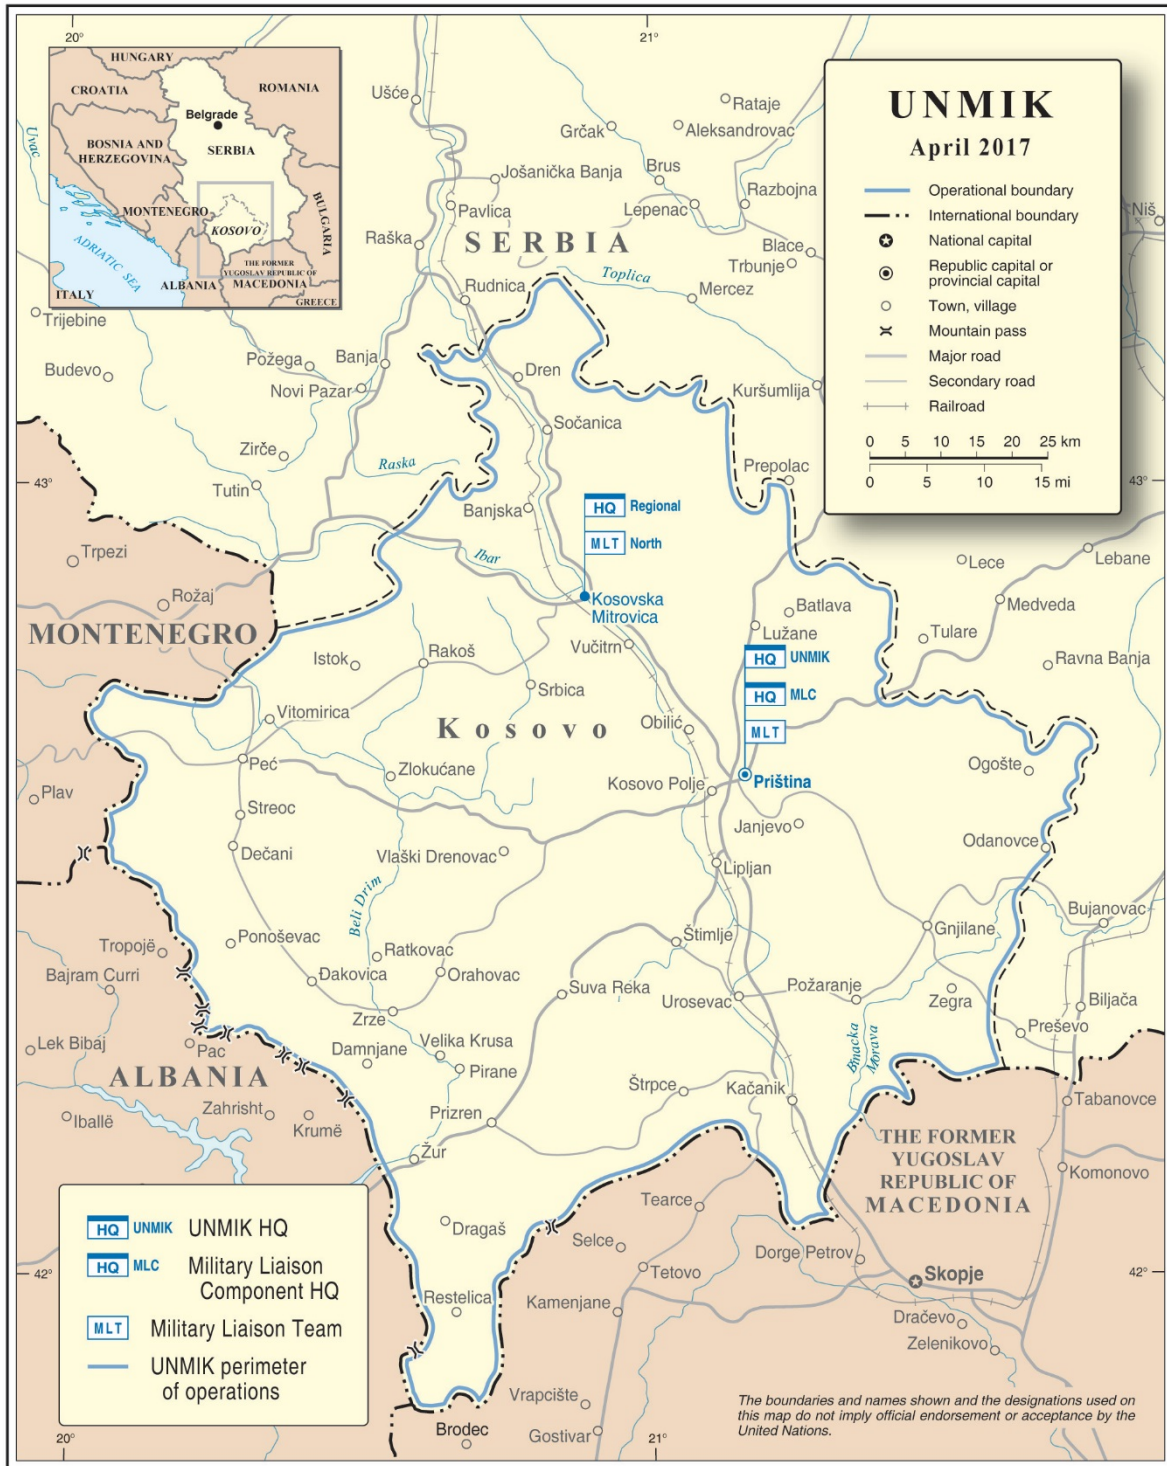 20°
21°
HUNGARY
CROATIA
ROMANIA
Belgrade
BOSNIA AND
HERZEGOVINA
SERBIA
MONTENEGRO
KOSOVO
BULGARIA
ADRIATIC SEA
THE FORMER
YUGOSLAV REPUBLIC OF
MACEDONIA
ALBANIA
ITALY
GREECE
UNMIK
April 2017
Operational boundary
International boundary
National capital
Republic capital or
provincial capital
Town, village
Mountain pass
Major road
Secondary road
Railroad
0 5 10 15 20 25 km
0 5 10 15 mi
Uvac
Ušće
Rataje
Grčak
Aleksandrovac
Jošanička Banja
Brus
Razbojna
Pavlica
Lepenac
Niš
Raška
SERBIA
Blace
Trbunje
Toplica
Rudnica
Mercez
Trijebine
Požega
Banja
Budevo
Dren
Novi Pazar
Kuršumlija
Sočanica
Zirče
Raska
Prepolac
43°
43°
Tutin
Banjska
HQ Regional
MLT North
Trpezi
Ibar
Lece
Lebane
Rožaj
Kosovska
Mitrovica
Batlava
Medveda
MONTENEGRO
Lužane
Tulare
Vučitrn
Istok
Rakoš
HQ UNMIK
Ravna Banja
Srbica
HQ MLC
Vitomirica
Kosovo
Obilić
MLT
Peć
Zlokućane
Ogošte
Priština
Kosovo Polje
Plav
Streoc
Janjevo
Dečani
Vlaški Drenovac
Odanovce
Lipljan
Beli Drim
Bujanovac
Ponoševac
Gnjilane
Tropojë
Ratkovac
Štimlje
Bajram Curri
Đakovica
Orahovac
Suva Reka
Požaranje
Urosevac
Zegra
Biljača
Zrze
Preševo
Lek Bibaj
Pac
Damnjane
Velika Krusa
Binacka
Morava
ALBANIA
Pirane
Štrpce
Kačanik
Iballë
Zahrisht
Krumë
Prizren
Tabanovce
THE FORMER
YUGOSLAV
REPUBLIC OF
MACEDONIA
Žur
Komonovo
Tearce
HQ UNMIK UNMIK HQ
HQ MLC Military Liaison
Component HQ
MLT Military Liaison Team
UNMIK perimeter
of operations
Dragaš
Selce
Dorge Petrov
42°
42°
Tetovo
Skopje
Restelica
Kamenjane
Dračevo
Zelenikovo
Vrapcište
Brodec
Gostivar
The boundaries and names shown and the designations used on
this map do not imply official endorsement or acceptance by the
United Nations.
20°
21°